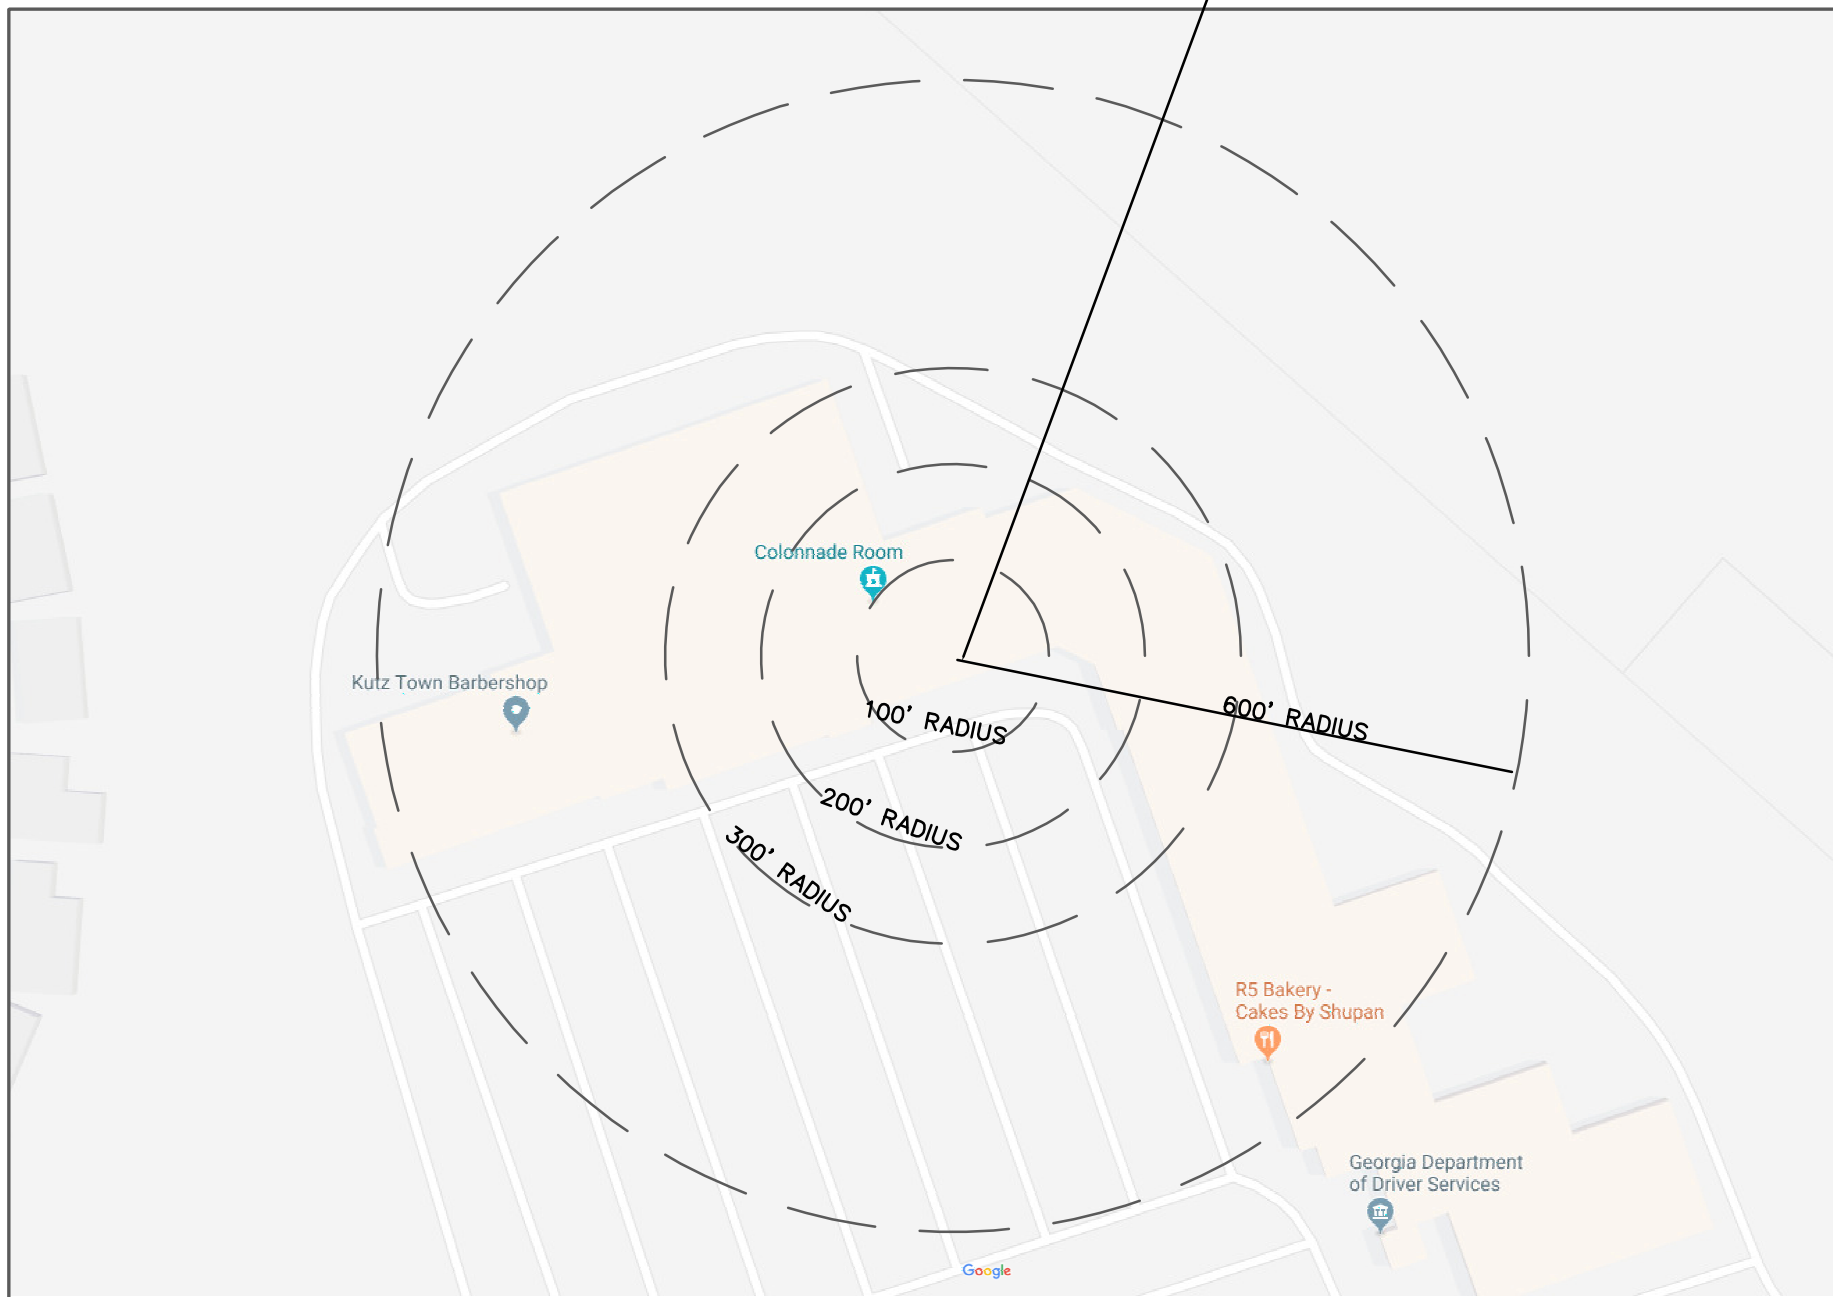 Colonnade Room
Kutz Town Barbershop
100' RADIUS
600' RADIUS
200' RADIUS
300' RADIUS
R5 Bakery -
Cakes By Shupan
Georgia Department
of Driver Services
Google